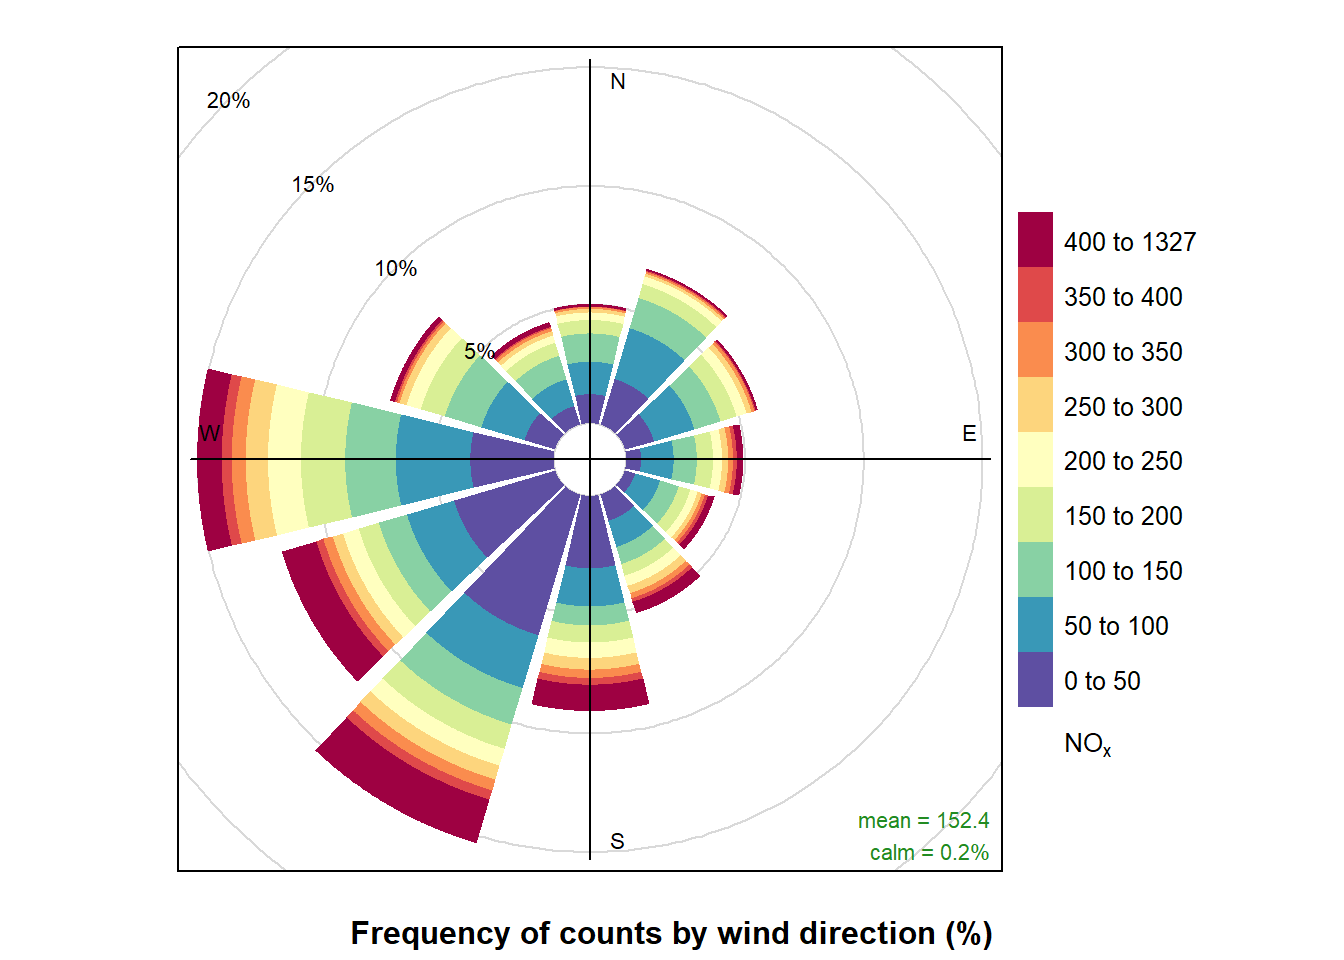 N
20%
15%
10%
5%
W
E
S
400 to 1327
350 to 400
300 to 350
250 to 300
200 to 250
150 to 200
100 to 150
50 to 100
0 to 50
NOₓ
mean = 152.4
calm = 0.2%
Frequency of counts by wind direction (%)